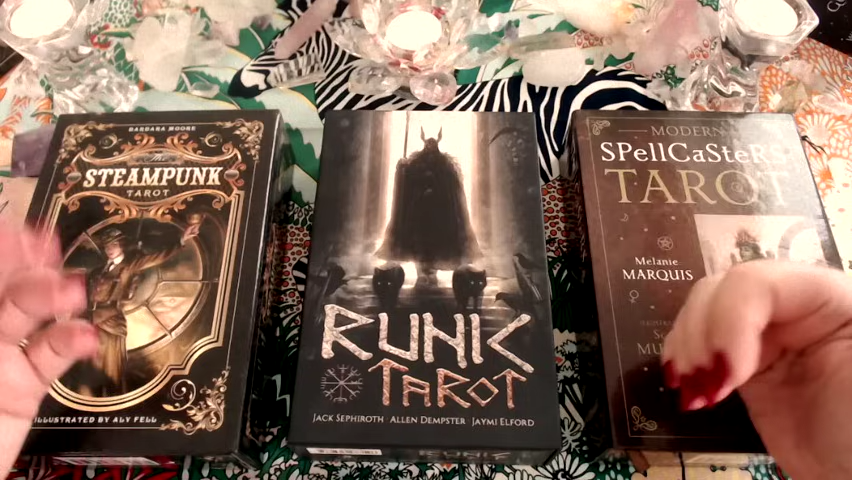 BARBARA MOORE
The
STEAMPUNK
TAROT
ILLUSTRATED BY ALY FELL
RUNIC
TAROT
JACK SEPHIROTH · ALLEN DEMPSTER · JAYMI ELFORD
RUNIC
MODERN
SPellCaSteRS
TAROT
Melanie
MARQUIS